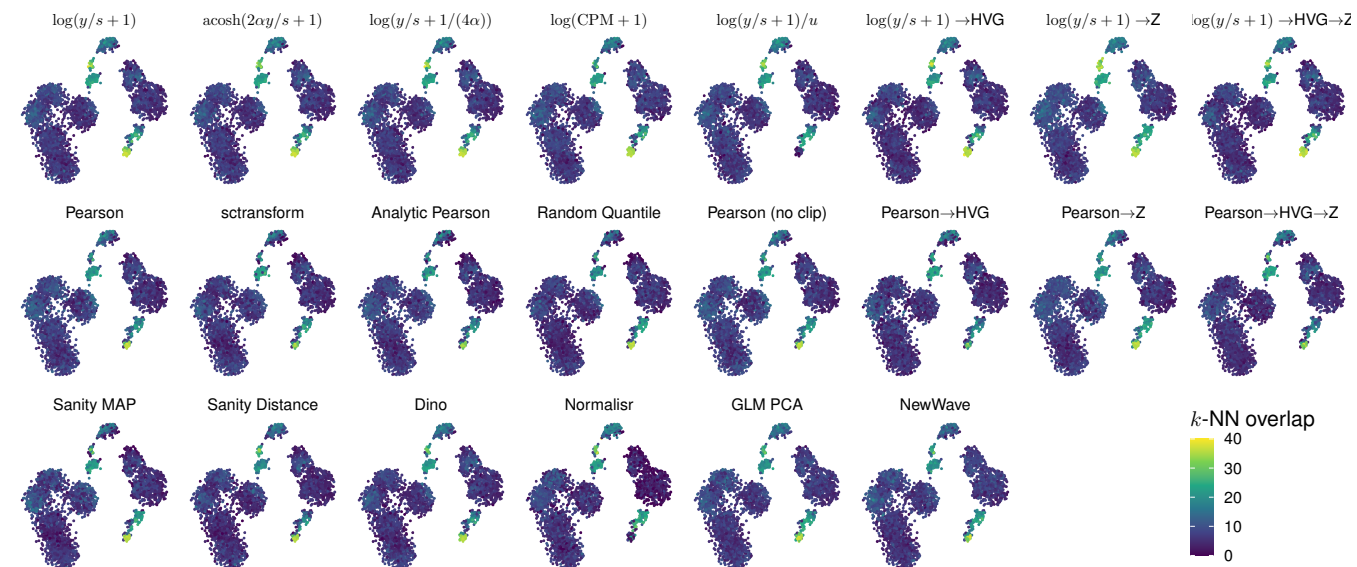 log(y/s + 1) acosh(2αy/s + 1) log(y/s + 1/(4α)) log(CPM + 1) log(y/s + 1)/u log(y/s + 1) →HVG log(y/s + 1) →Z log(y/s + 1) →HVG→Z
Pearson sctransform Analytic Pearson Random Quantile Pearson (no clip) Pearson→HVG Pearson→Z Pearson→HVG→Z
Sanity MAP Sanity Distance Dino Normalisr GLM PCA NewWave
k-NN overlap
40
30
20
10
0